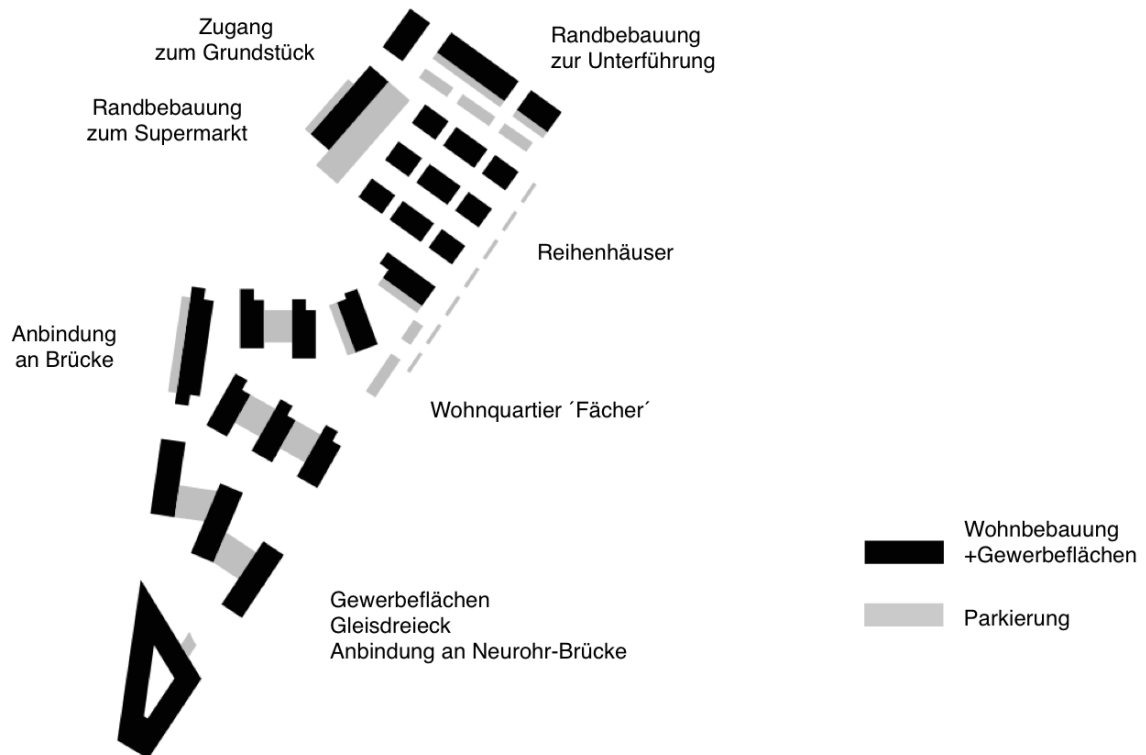 Zugang
zum Grundstück
Randbebauung
zur Unterführung
Randbebauung
zum Supermarkt
Reihenhäuser
Anbindung
an Brücke
Wohnquartier ´Fächer´
Wohnbebauung
+Gewerbeflächen
Gewerbeflächen
Gleisdreieck
Anbindung an Neurohr-Brücke
Parkierung